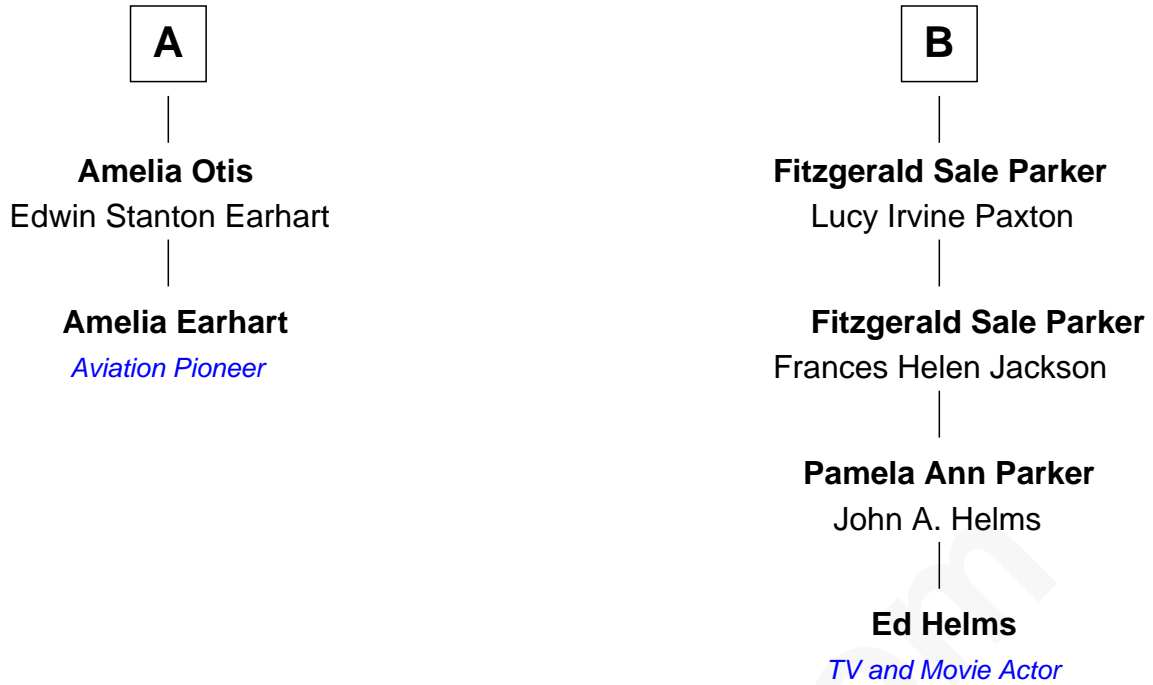 A
Amelia Otis
Edwin Stanton Earhart
Amelia Earhart
Aviation Pioneer
B
Fitzgerald Sale Parker
Lucy Irvine Paxton
Fitzgerald Sale Parker
Frances Helen Jackson
Pamela Ann Parker
John A. Helms
Ed Helms
TV and Movie Actor